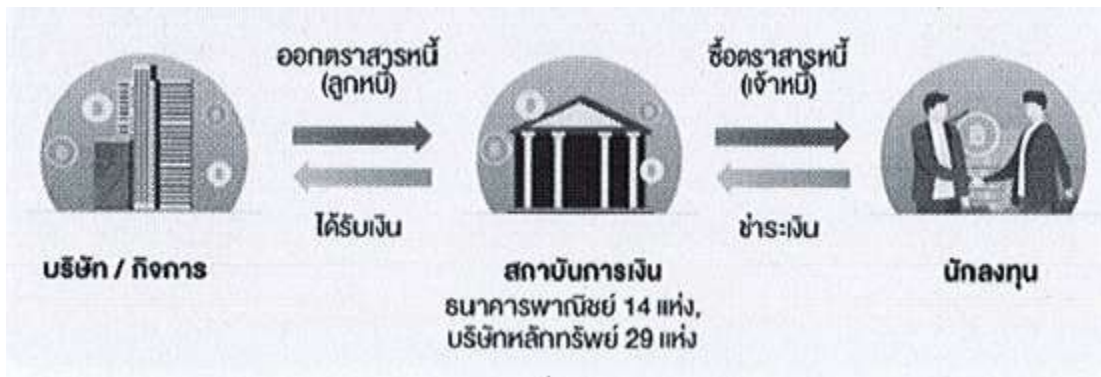 ออกตราสารหนี้
(ลูกหนี้)
ซื้อตราสารหนี้
(เจ้าหนี้)
ได้รับเงิน
ชำระเงิน
บริษัท / กิจการ
สถาบันการเงิน
ธนาคารพาณิชย์ 14 แห่ง,
บริษัทหลักทรัพย์ 29 แห่ง
นักลงทุน